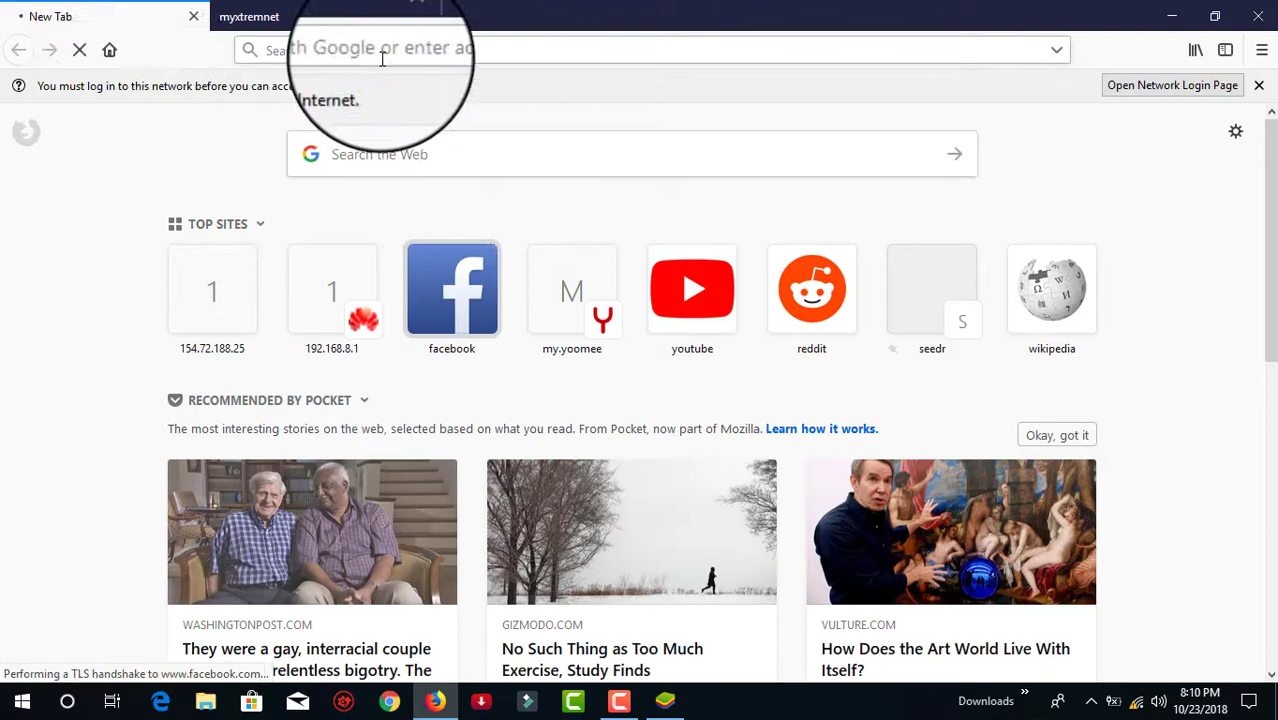 New Tab
myxtremnet
Search Google or enter ad
You must log in to this network before you can acce
Internet.
Open Network Login Page
Search the Web
TOP SITES
1
1
M
S
154.72.188.25
192.168.8.1
facebook
my.yoomee
youtube
reddit
seedr
wikipedia
RECOMMENDED BY POCKET
The most interesting stories on the web, selected based on what you read. From Pocket, now part of Mozilla. Learn how it works.
Okay, got it
WASHINGTONPOST.COM
GIZMODO.COM
VULTURE.COM
They were a gay, interracial couple
No Such Thing as Too Much
How Does the Art World Live With
relentless bigotry. The
Exercise, Study Finds
Itself?
Performing a TLS handshake to www.facebook.com...
Downloads
8:10 PM
10/23/2018